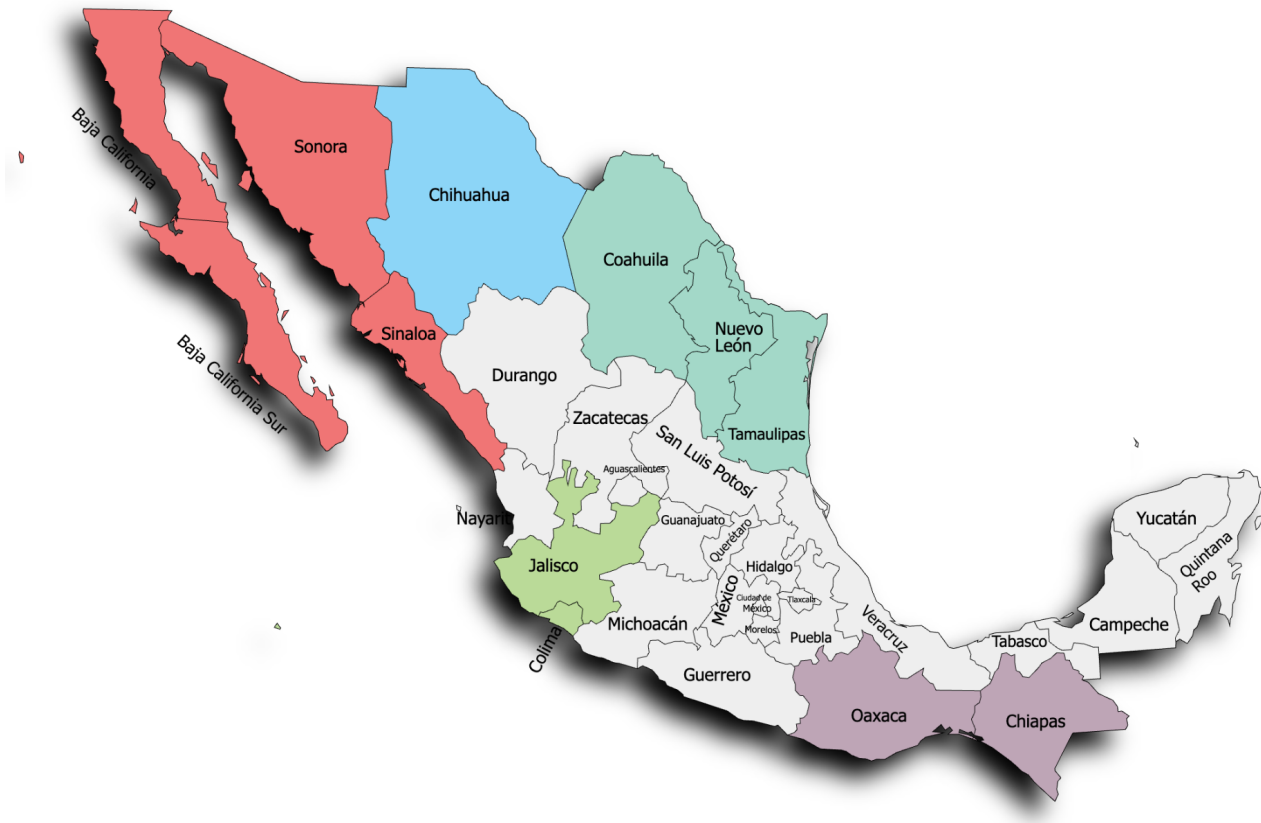 Baja California
Sonora
Chihuahua
Coahuila
Sinaloa
Nuevo
León
Baja California Sur
Durango
Zacatecas
Tamaulipas
San Luis Potosí
Aguascalientes
Nayarit
Guanajuato
Querétaro
Yucatán
Quintana
Roo
Jalisco
Hidalgo
México
Ciudad de
México
Tlaxcala
Michoacán
Morelos
Puebla
Veracruz
Campeche
Tabasco
Colima
Guerrero
Oaxaca
Chiapas